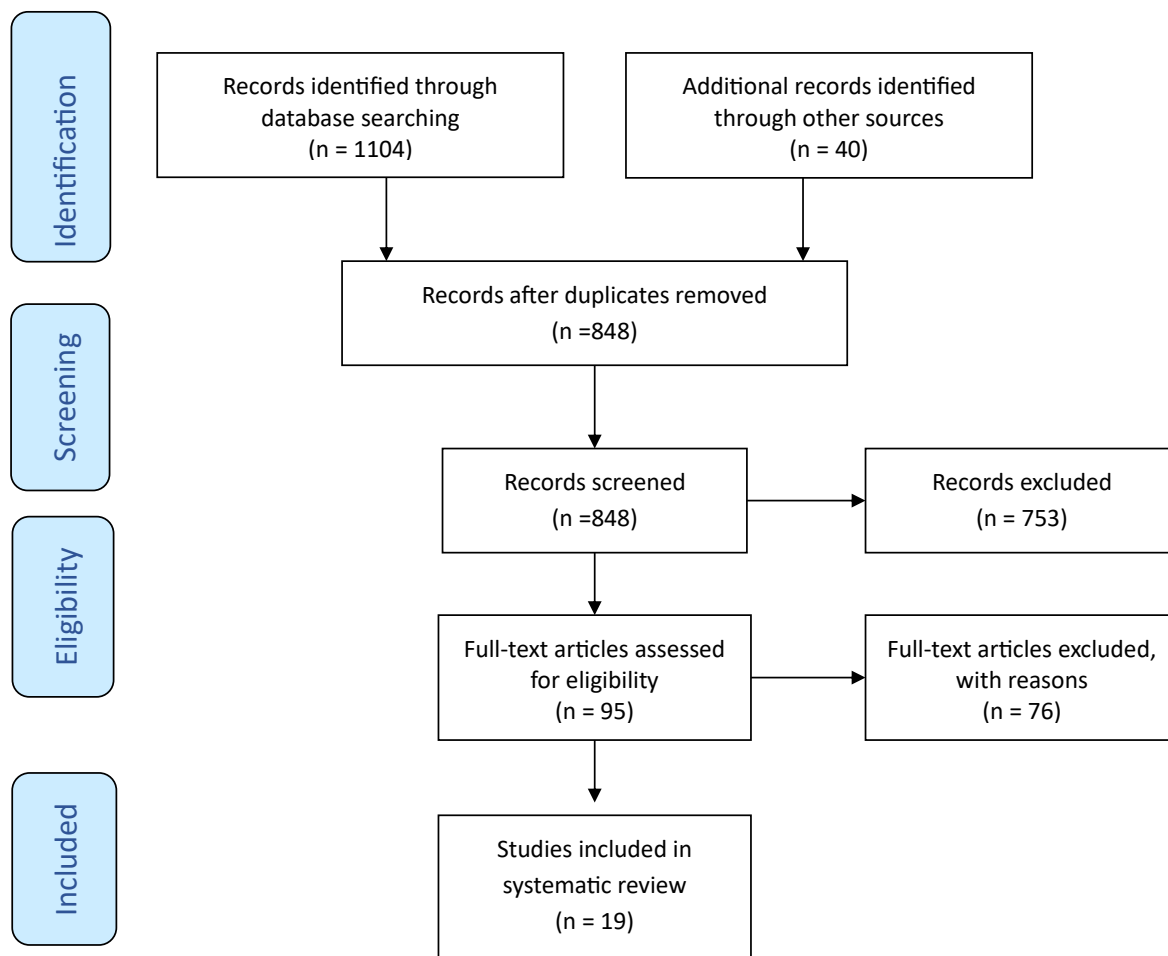 Identification
Records identified through
database searching
(n = 1104)
Additional records identified
through other sources
(n = 40)
Records after duplicates removed
(n =848)
Screening
Records screened
(n =848)
Records excluded
(n = 753)
Eligibility
Full-text articles assessed
for eligibility
(n = 95)
Full-text articles excluded,
with reasons
(n = 76)
Included
Studies included in
systematic review
(n = 19)